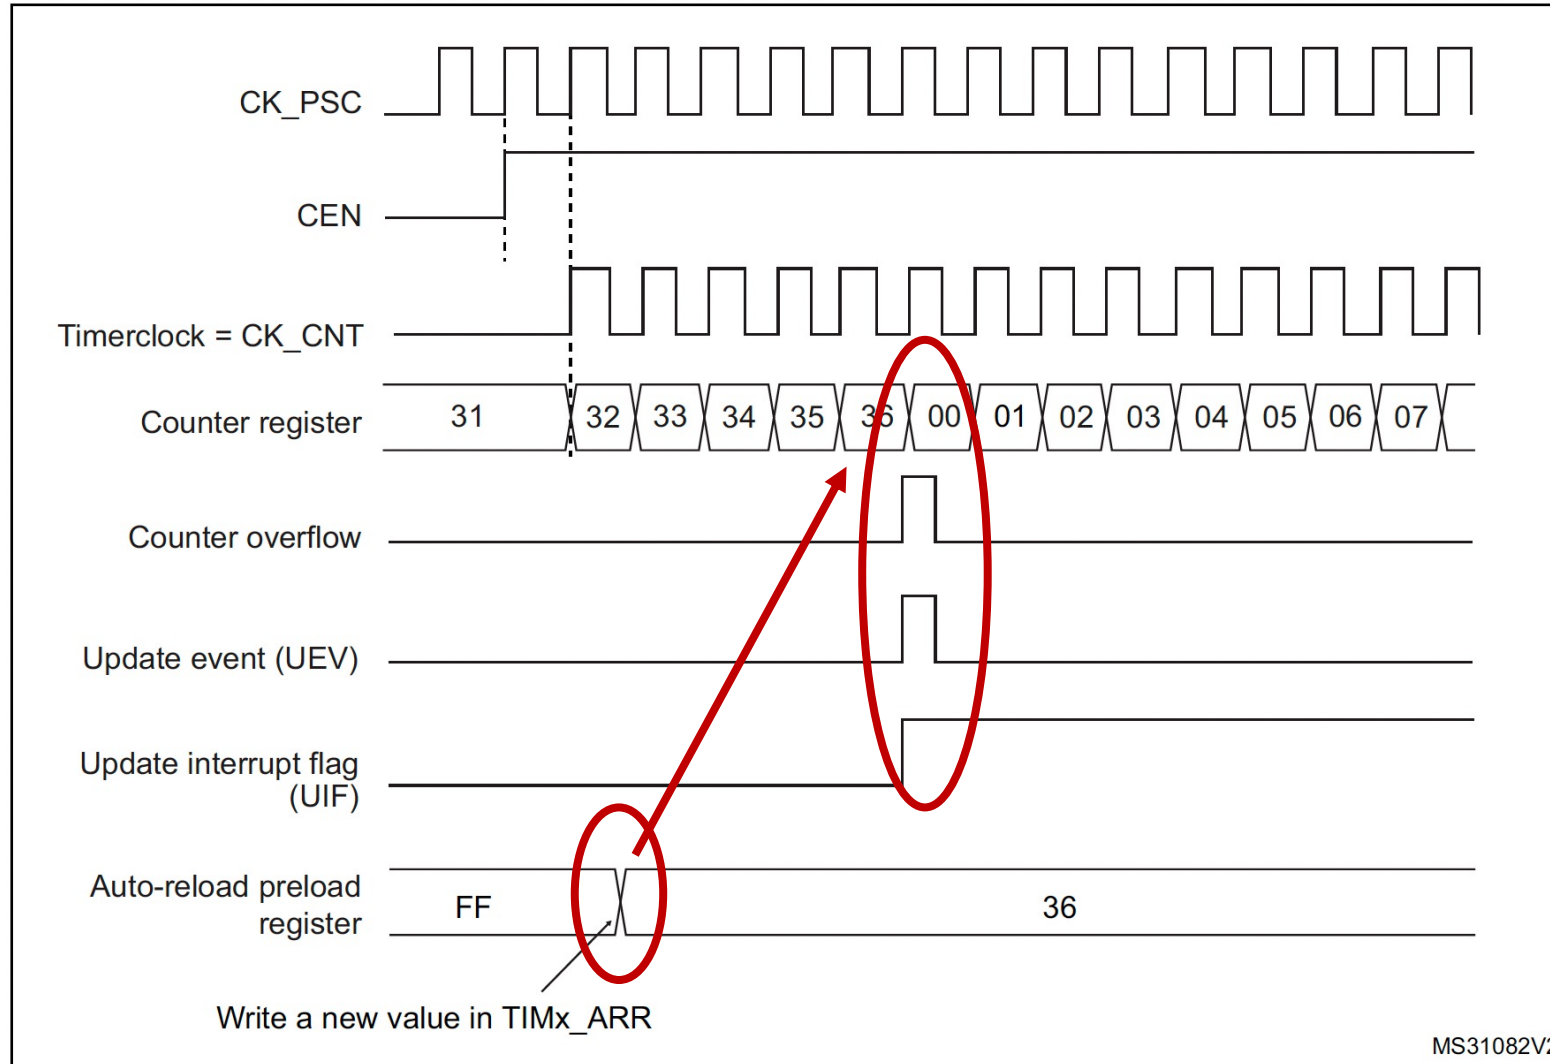 CK_PSC
CEN
Timerclock = CK_CNT
Counter register
31 32 33 34 35 36 00 01 02 03 04 05 06 07
Counter overflow
Update event (UEV)
Update interrupt flag
(UIF)
Auto-reload preload
register
FF 36
Write a new value in TIMx_ARR
MS31082V2